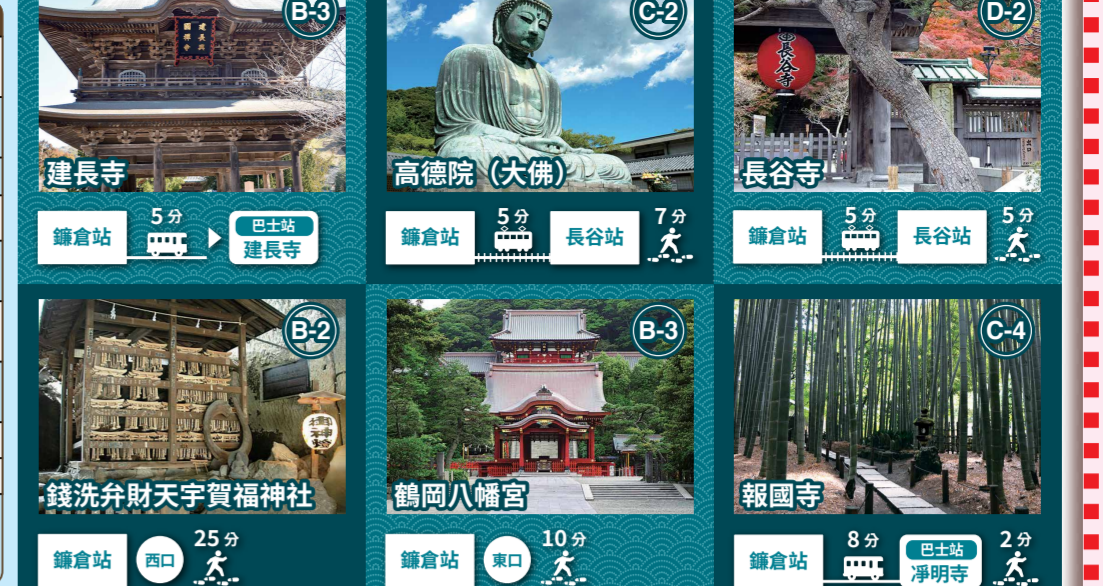 B-3
建長寺
鎌倉站
5分
巴士站
建長寺
C-2
高德院（大佛）
鎌倉站
5分
長谷站
7分
D-2
長谷寺
長谷寺
鎌倉站
5分
長谷站
5分
B-2
錢洗弁財天宇賀福神社
鎌倉站
西口
25分
B-3
鶴岡八幡宮
鎌倉站
東口
10分
C-4
報國寺
鎌倉站
8分
巴士站
凈明寺
2分